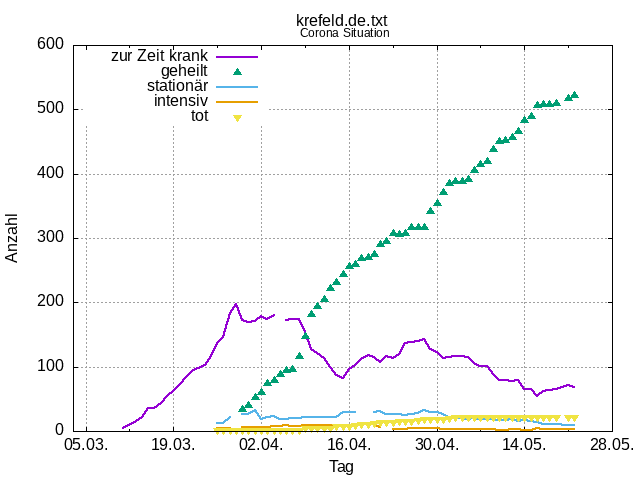 krefeld.de.txt
Corona Situation
600
500
400
300
200
100
0
Anzahl
zur Zeit krank
geheilt
stationär
intensiv
tot
05.03. 19.03. 02.04. 16.04. 30.04. 14.05. 28.05.
Tag